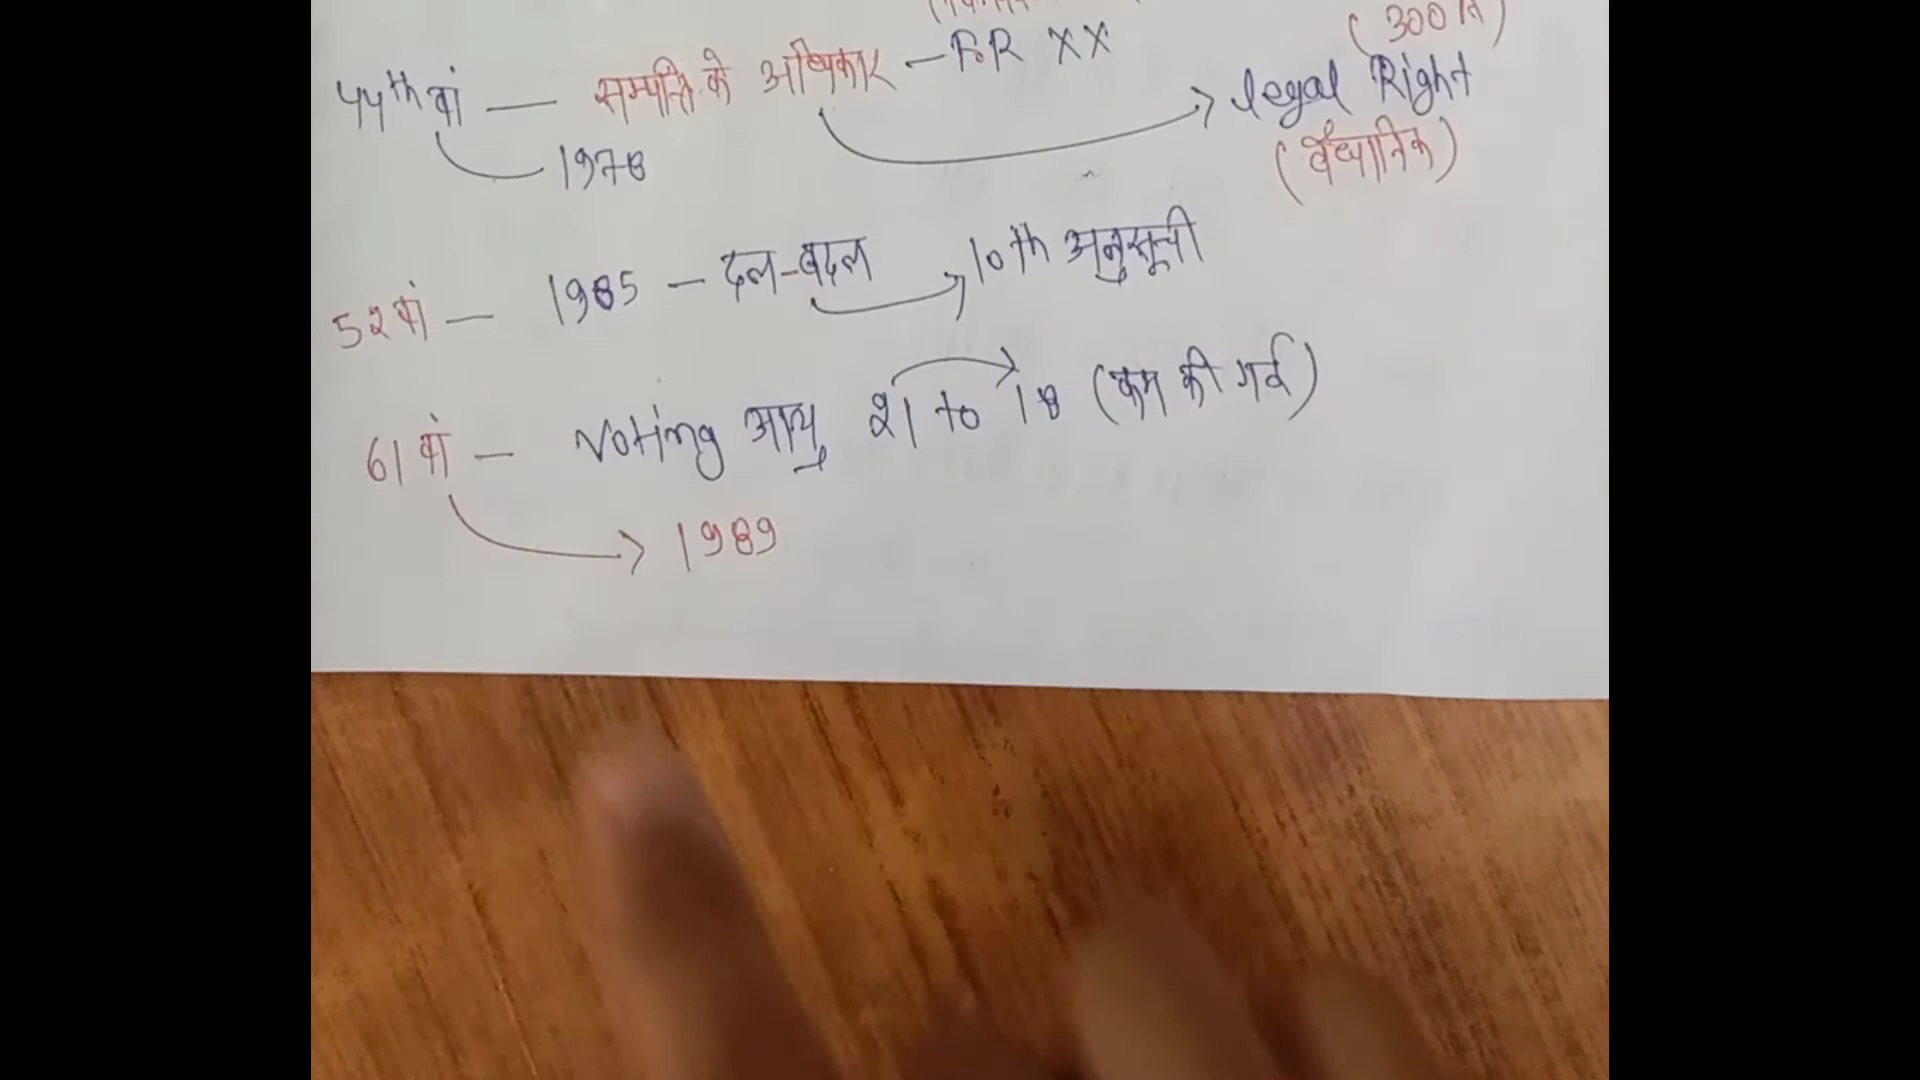 (300 क)
44th वां — सम्पत्ति के अधिकार — F.R XX → legal Right
1978
(वैधानिक)
52 वां — 1985 — दल-बदल → 10th अनुसूची
61 वां — Voting आयु 21 to 18 (कम की गई)
→ 1989